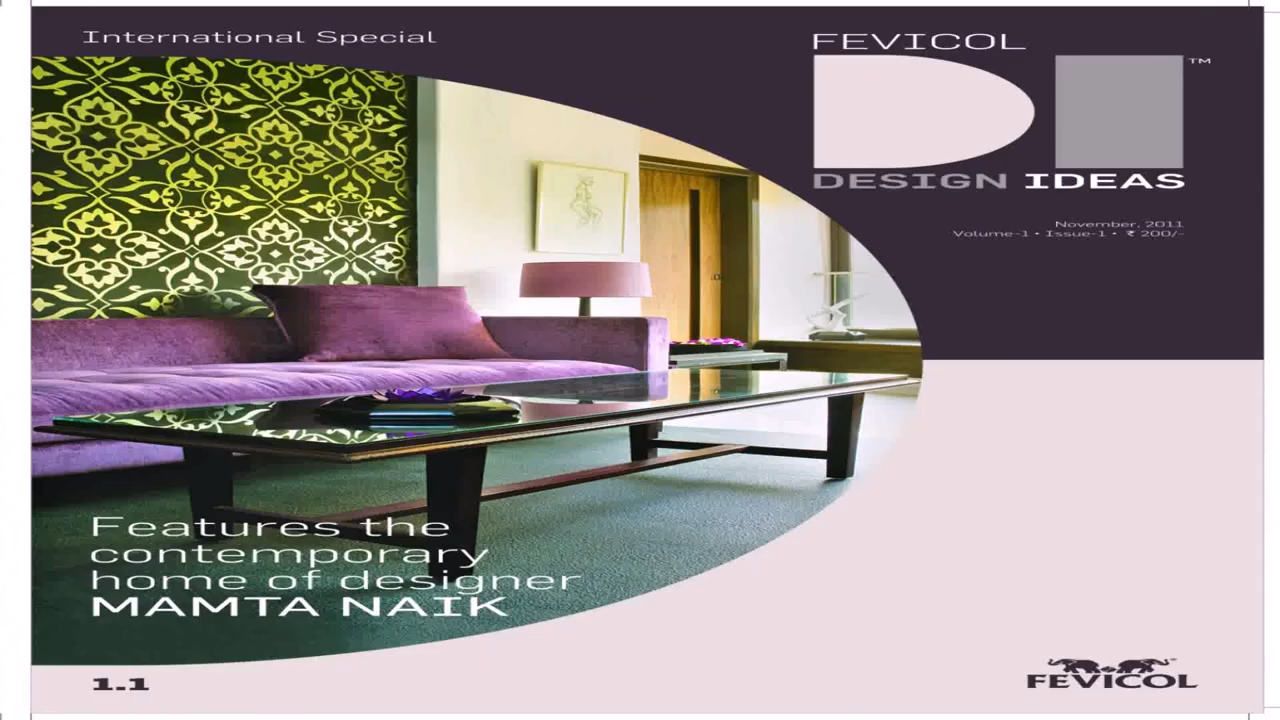 International Special
FEVICOL
TM
DESIGN IDEAS
November, 2011
Volume-1 • Issue-1 • ₹ 200/-
Features the
contemporary
home of designer
MAMTA NAIK
1.1
FEVICOL